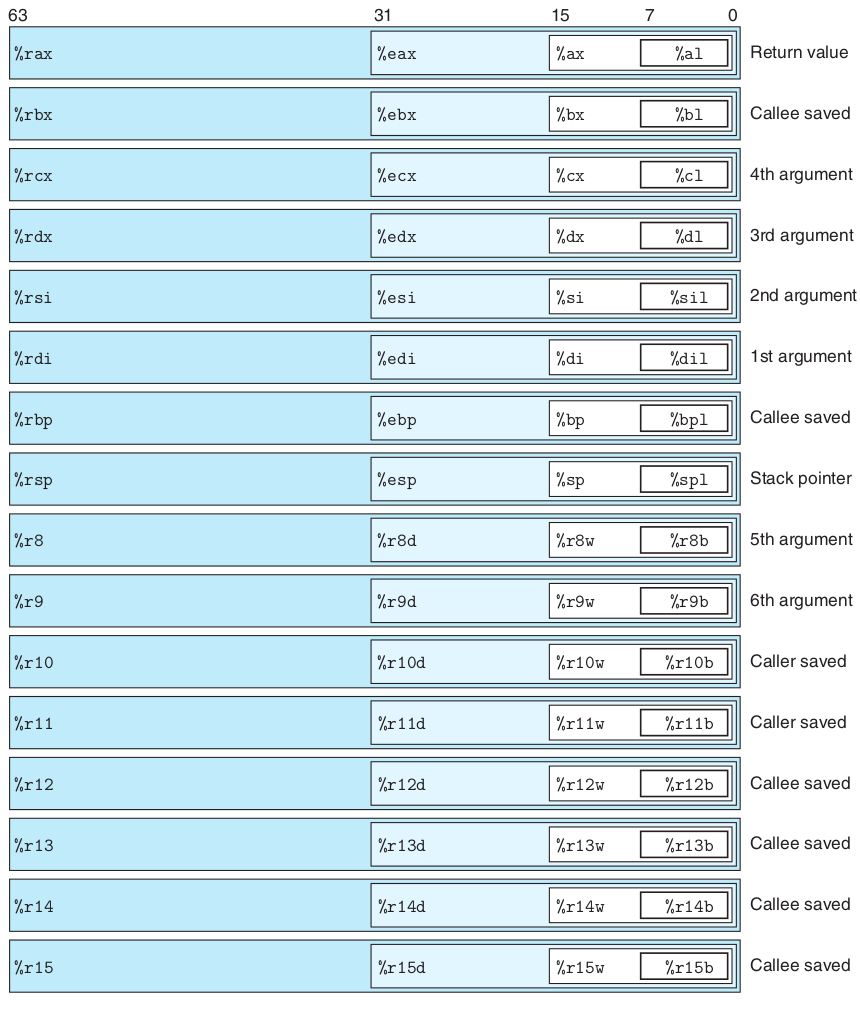 63 31 15 7 0
%rax %eax %ax %al Return value
%rbx %ebx %bx %bl Callee saved
%rcx %ecx %cx %cl 4th argument
%rdx %edx %dx %dl 3rd argument
%rsi %esi %si %sil 2nd argument
%rdi %edi %di %dil 1st argument
%rbp %ebp %bp %bpl Callee saved
%rsp %esp %sp %spl Stack pointer
%r8 %r8d %r8w %r8b 5th argument
%r9 %r9d %r9w %r9b 6th argument
%r10 %r10d %r10w %r10b Caller saved
%r11 %r11d %r11w %r11b Caller saved
%r12 %r12d %r12w %r12b Callee saved
%r13 %r13d %r13w %r13b Callee saved
%r14 %r14d %r14w %r14b Callee saved
%r15 %r15d %r15w %r15b Callee saved